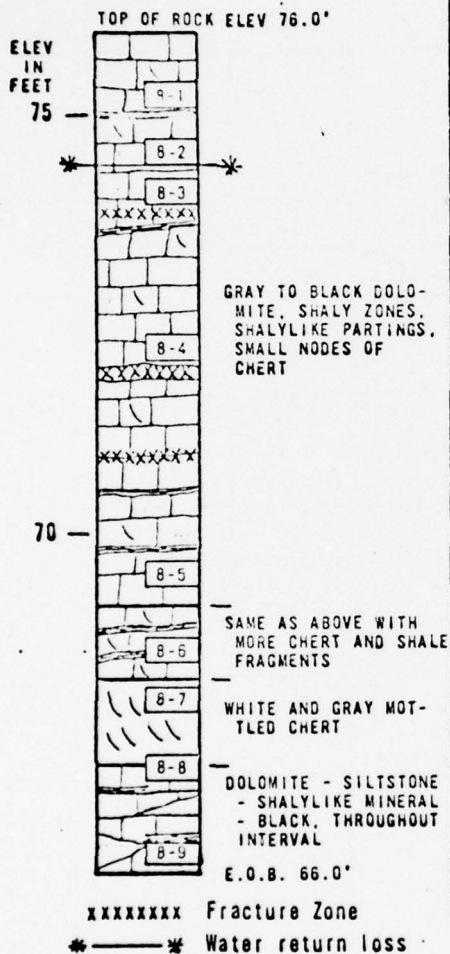 TOP OF ROCK ELEV 76.0'
ELEV
IN
FEET
75
8-1
8-2
8-3
GRAY TO BLACK DOLO-
MITE, SHALY ZONES,
SHALYLIKE PARTINGS,
SMALL NODES OF
CHERT
8-4
70
8-5
SAME AS ABOVE WITH
MORE CHERT AND SHALE
FRAGMENTS
8-6
8-7
WHITE AND GRAY MOT-
TLED CHERT
8-8
DOLOMITE - SILTSTONE
- SHALYLIKE MINERAL
- BLACK, THROUGHOUT
INTERVAL
8-9
E.O.B. 66.0'
xxxxxxxx Fracture Zone
Water return loss